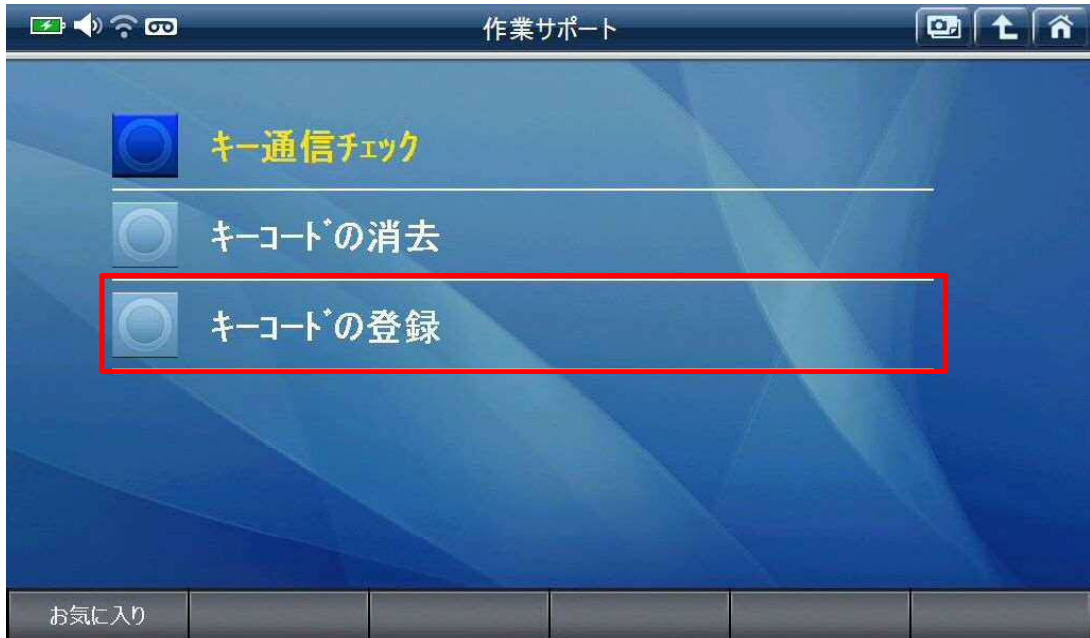 作業サポート
キー通信チェック
キーコードの消去
キーコードの登録
お気に入り